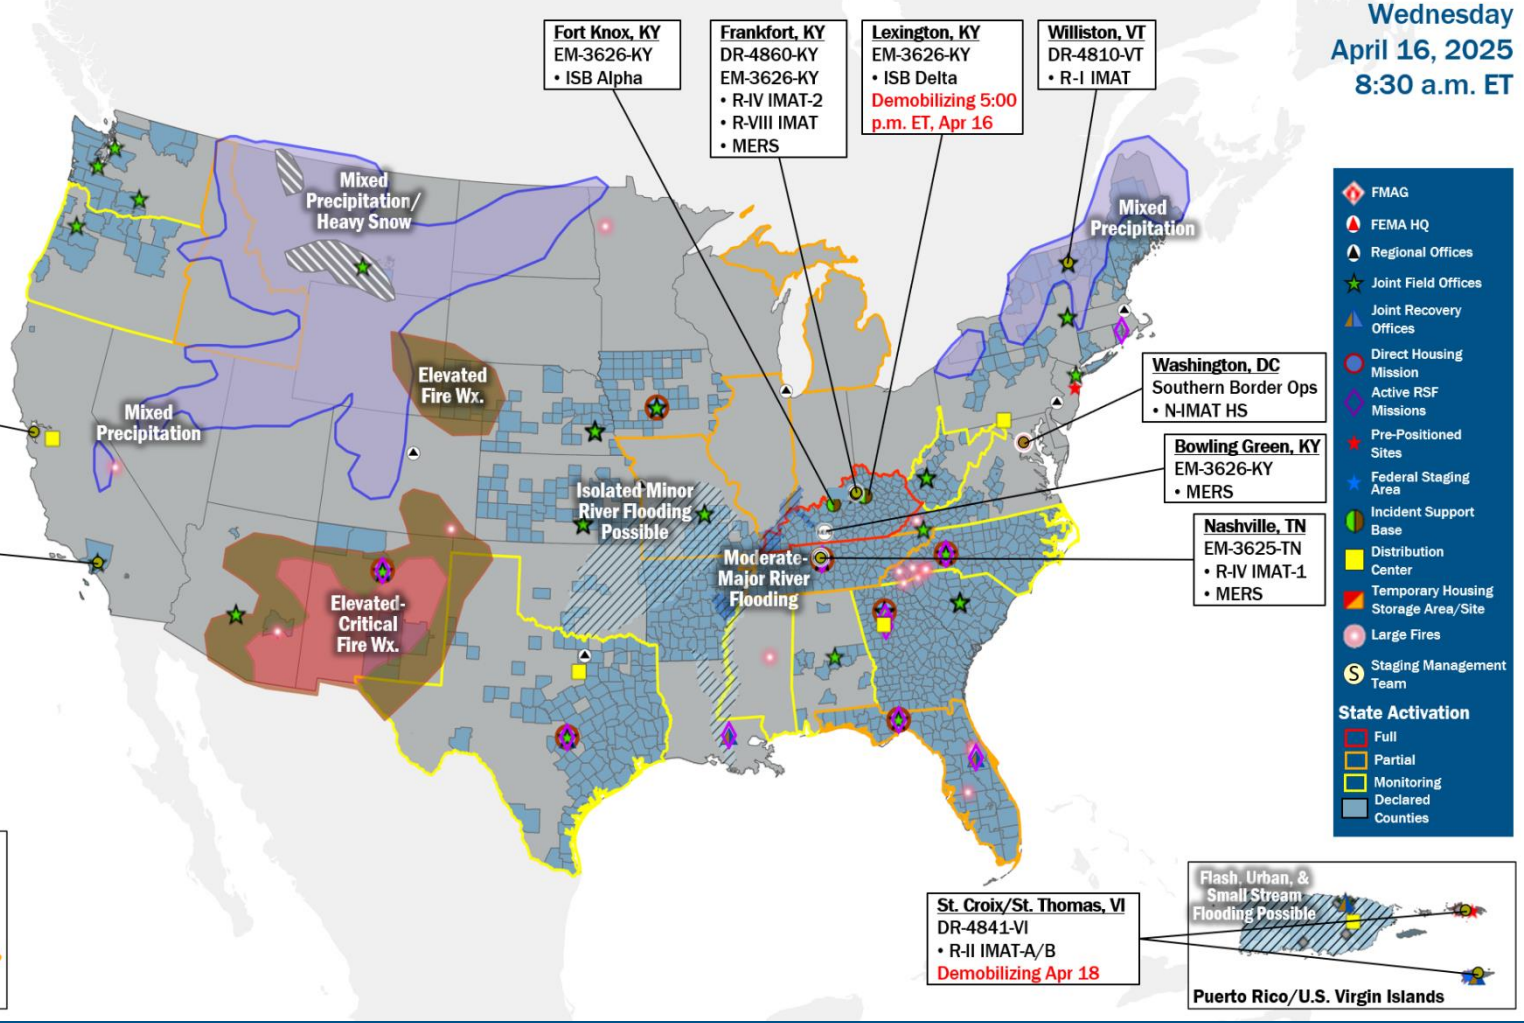 Wednesday
April 16, 2025
8:30 a.m. ET
Fort Knox, KY
EM-3626-KY
• ISB Alpha
Frankfort, KY
DR-4860-KY
EM-3626-KY
• R-IV IMAT-2
• R-VIII IMAT
• MERS
Lexington, KY
EM-3626-KY
• ISB Delta
Demobilizing 5:00
p.m. ET, Apr 16
Williston, VT
DR-4810-VT
• R-I IMAT
Mixed
Precipitation/
Heavy Snow
Mixed
Precipitation
Elevated
Fire Wx.
Mixed
Precipitation
Isolated Minor
River Flooding
Possible
Moderate-
Major River
Flooding
Elevated-
Critical
Fire Wx.
Washington, DC
Southern Border Ops
• N-IMAT HS
Bowling Green, KY
EM-3626-KY
• MERS
Nashville, TN
EM-3625-TN
• R-IV IMAT-1
• MERS
St. Croix/St. Thomas, VI
DR-4841-VI
• R-II IMAT-A/B
Demobilizing Apr 18
Flash, Urban, &
Small Stream
Flooding Possible
Puerto Rico/U.S. Virgin Islands
FMAG
FEMA HQ
Regional Offices
Joint Field Offices
Joint Recovery
Offices
Direct Housing
Mission
Active RSF
Missions
Pre-Positioned
Sites
Federal Staging
Area
Incident Support
Base
Distribution
Center
Temporary Housing
Storage Area/Site
Large Fires
S
Staging Management
Team
State Activation
Full
Partial
Monitoring
Declared
Counties